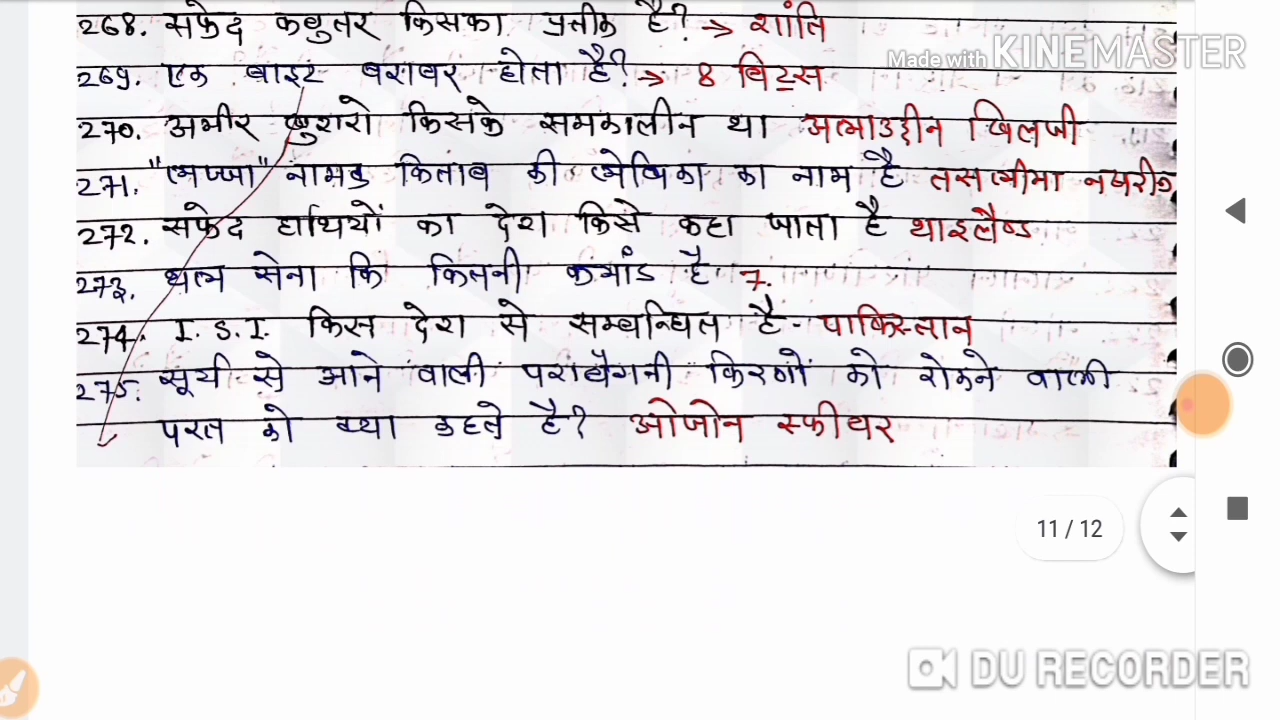 268. सफेद कबुतर किसका प्रतीक है? → शांति
Made with KINEMASTER
269. एक बाइट बराबर होता है? → 8 बिट्स
270. अमीर खुशरो किसके समकालीन था अलाउद्दीन खिलजी
271. "लज्जा" नामक किताब की लेखिका का नाम है तसलीमा नसरीन
272. सफेद हाथियों का देश किसे कहा जाता है थाइलैण्ड
273. थल सेना कि कितनी कमांड है 7.
274. I.S.I. किस देश से सम्बन्धित है - पाकिस्तान
275. सूर्य से आने वाली पराबैगनी किरणों को रोकने वाली
परत को क्या कहते है? ओजोन स्फीयर
11 / 12
DU RECORDER